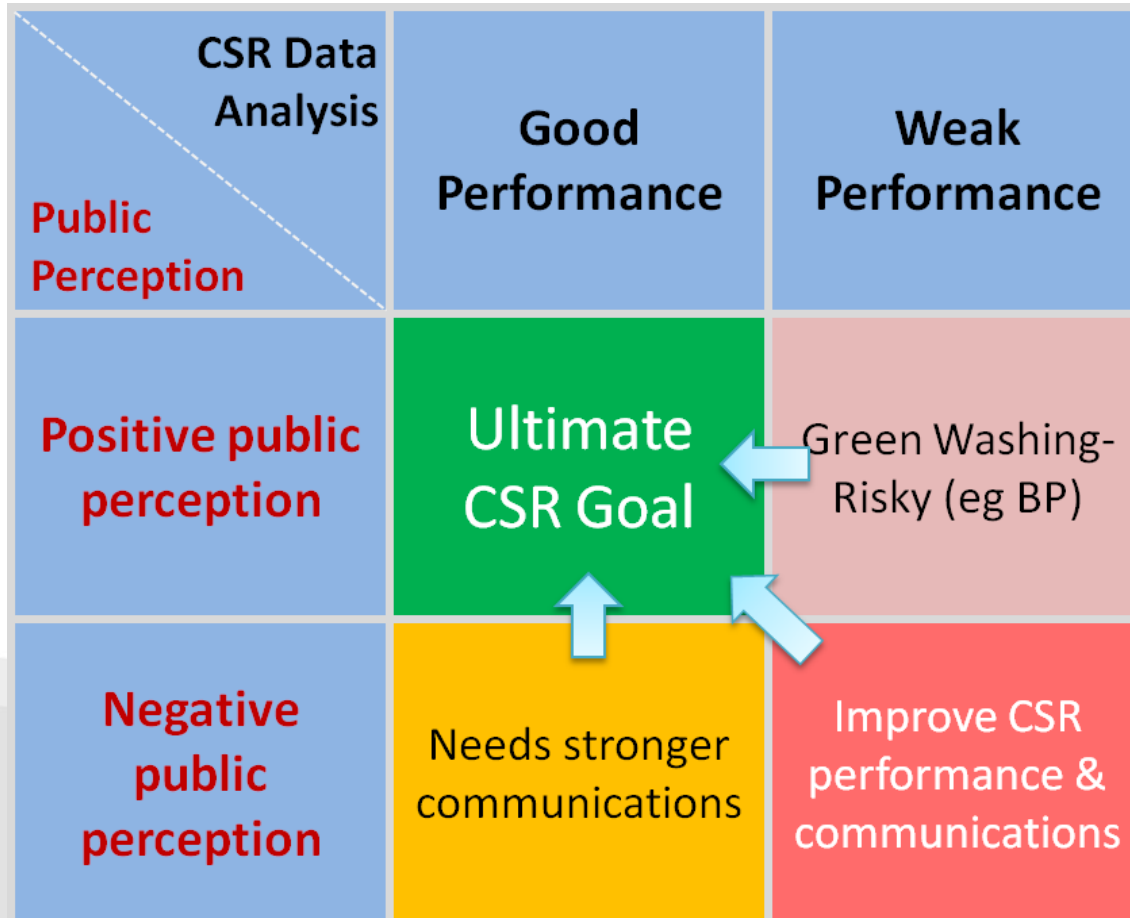 CSR Data
Analysis
Public
Perception
Good
Performance
Weak
Performance
Positive public
perception
Ultimate
CSR Goal
Green Washing-
Risky (eg BP)
Negative
public
perception
Needs stronger
communications
Improve CSR
performance &
communications